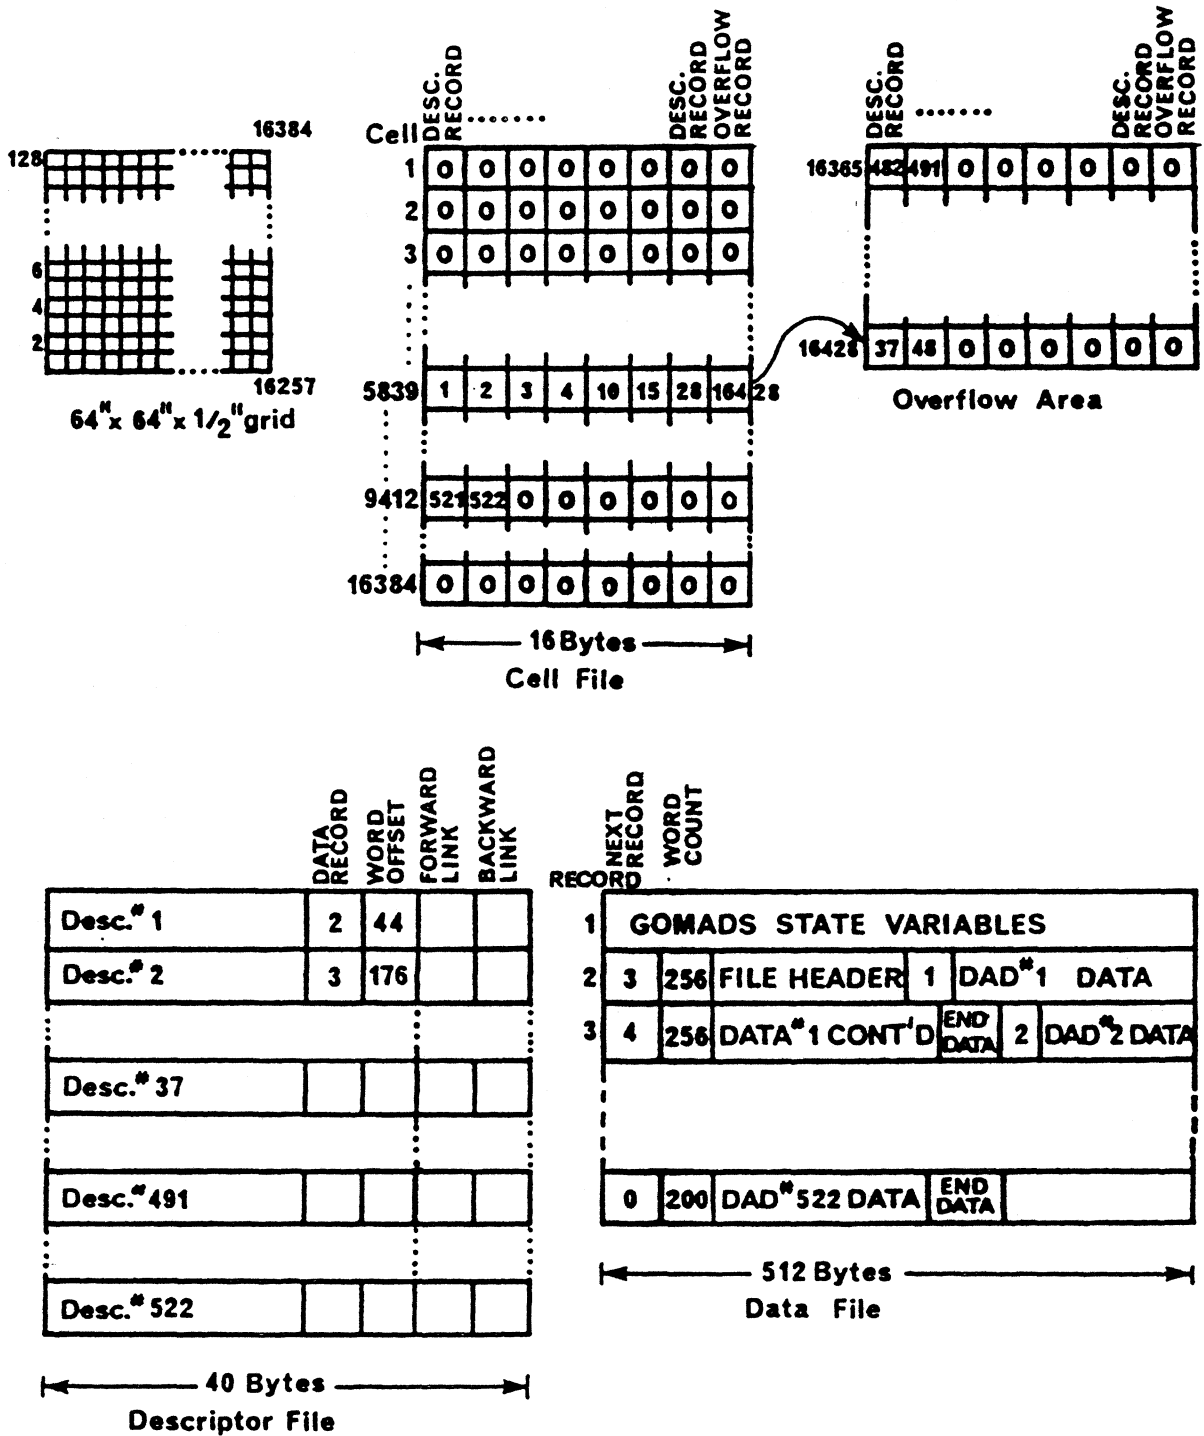 16384
128
6
4
2
16257
64"x 64"x 1/2"grid
Cell
DESC. RECORD
........
DESC. RECORD
OVERFLOW RECORD
1 0 0 0 0 0 0 0 0
2 0 0 0 0 0 0 0 0
3 0 0 0 0 0 0 0 0
5839 1 2 3 4 10 15 28 16428
9412 521 522 0 0 0 0 0 0
16384 0 0 0 0 0 0 0 0
16 Bytes
Cell File
DESC. RECORD
........
DESC. RECORD
OVERFLOW RECORD
16365 482 491 0 0 0 0 0 0
16428 37 48 0 0 0 0 0 0
Overflow Area
DATA RECORD
WORD OFFSET
FORWARD LINK
BACKWARD LINK
Desc.# 1 2 44
Desc.# 2 3 176
Desc.# 37
Desc.# 491
Desc.# 522
40 Bytes
Descriptor File
RECORD
NEXT RECORD
WORD COUNT
1 GOMADS STATE VARIABLES
2 3 256 FILE HEADER 1 DAD#1 DATA
3 4 256 DATA#1 CONT'D END DATA 2 DAD#2 DATA
0 200 DAD#522 DATA END DATA
512 Bytes
Data File